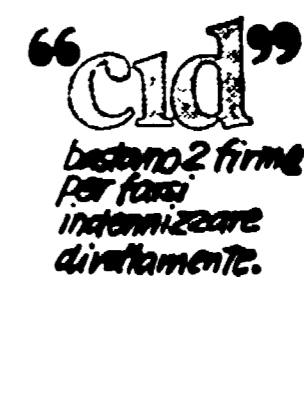 “cid”
bastano 2 firme
per farsi
indennizzare
direttamente.